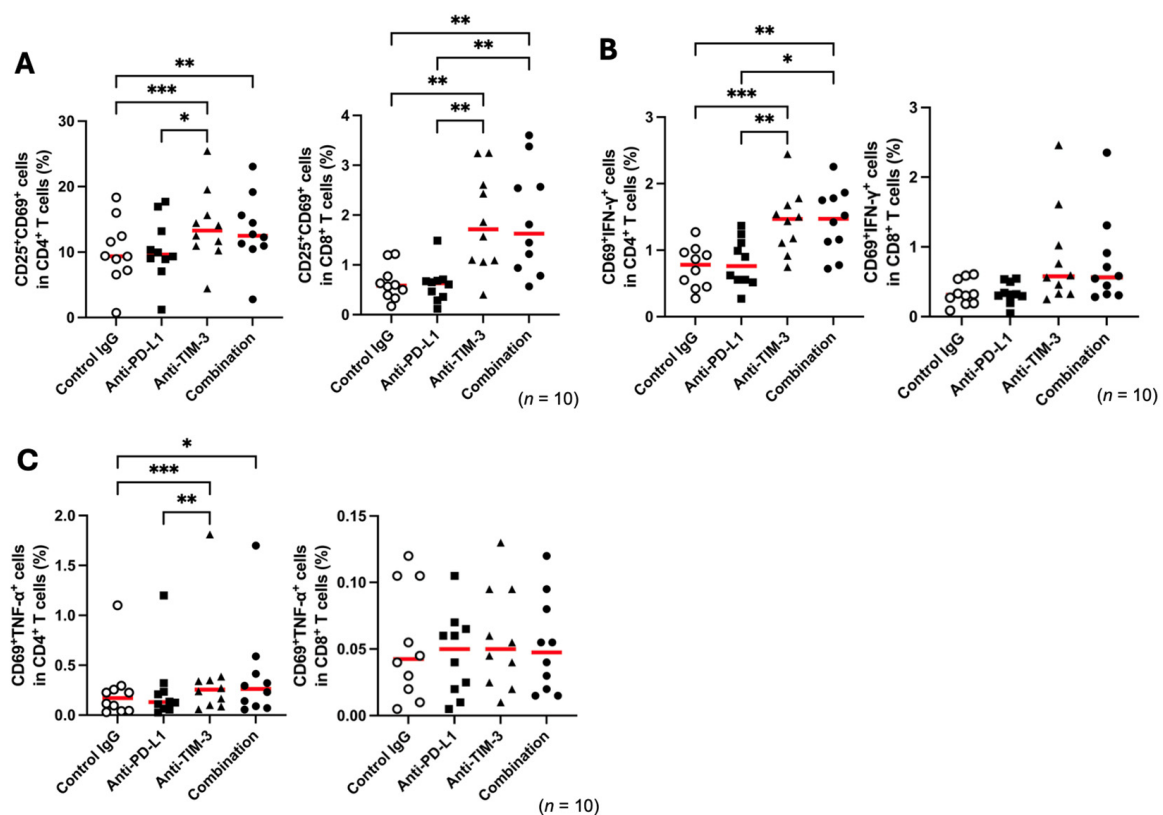 A
**
***
*
CD25⁺CD69⁺ cells
in CD4⁺ T cells (%)
30
20
10
0
Control IgG
Anti-PD-L1
Anti-TIM-3
Combination
**
**
**
**
CD25⁺CD69⁺ cells
in CD8⁺ T cells (%)
4
3
2
1
0
Control IgG
Anti-PD-L1
Anti-TIM-3
Combination
(n = 10)
B
**
*
***
**
CD69⁺IFN-γ⁺ cells
in CD4⁺ T cells (%)
3
2
1
0
Control IgG
Anti-PD-L1
Anti-TIM-3
Combination
CD69⁺IFN-γ⁺ cells
in CD8⁺ T cells (%)
3
2
1
0
Control IgG
Anti-PD-L1
Anti-TIM-3
Combination
(n = 10)
C
*
***
**
CD69⁺TNF-α⁺ cells
in CD4⁺ T cells (%)
2.0
1.5
1.0
0.5
0.0
Control IgG
Anti-PD-L1
Anti-TIM-3
Combination
CD69⁺TNF-α⁺ cells
in CD8⁺ T cells (%)
0.15
0.10
0.05
0.00
Control IgG
Anti-PD-L1
Anti-TIM-3
Combination
(n = 10)